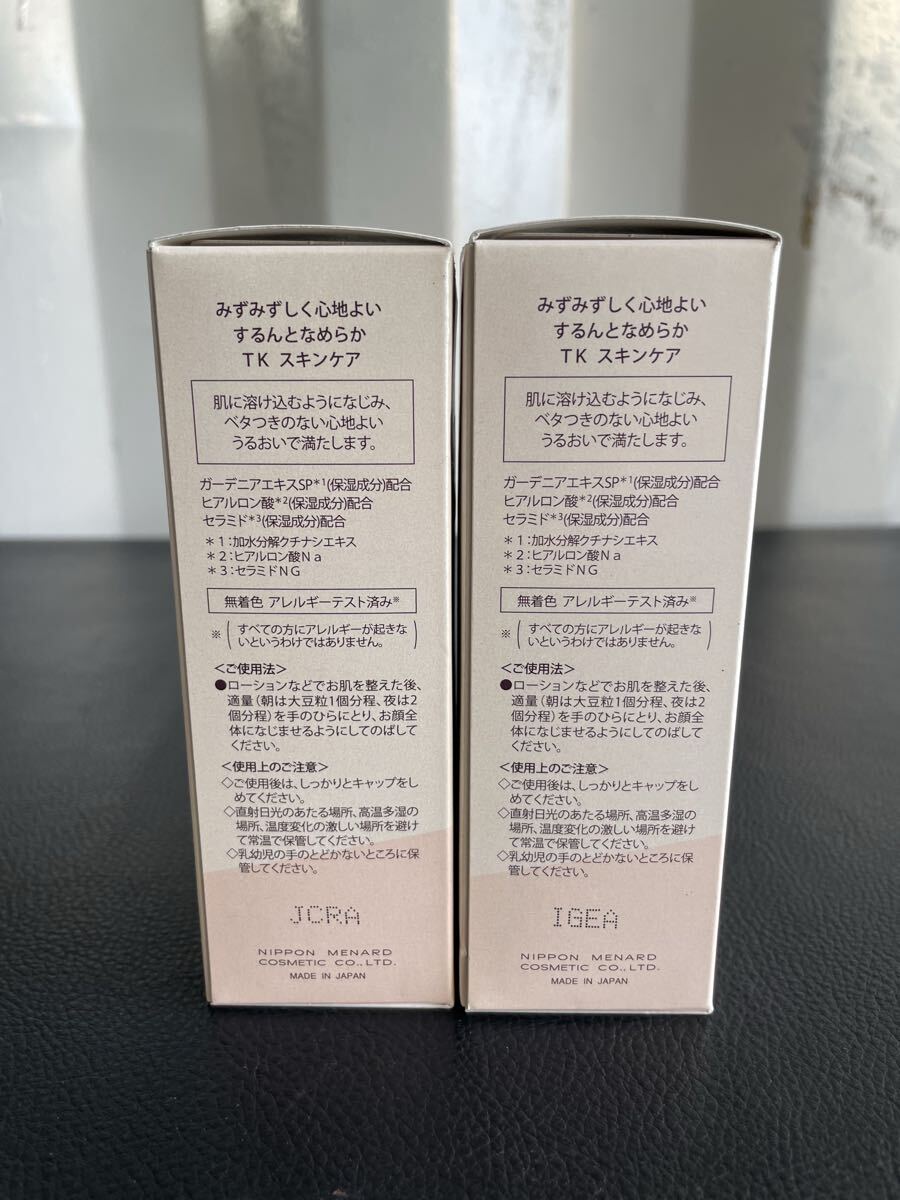 みずみずしく心地よい
するんとなめらか
TK スキンケア
肌に溶け込むようになじみ、
ベタつきのない心地よい
うるおいで満たします。
ガーデニアエキスSP*1(保湿成分)配合
ヒアルロン酸*2(保湿成分)配合
セラミド*3(保湿成分)配合
*1:加水分解クチナシエキス
*2:ヒアルロン酸Na
*3:セラミドNG
無着色 アレルギーテスト済み※
※(すべての方にアレルギーが起きな
いというわけではありません。)
<ご使用法>
●ローションなどでお肌を整えた後、
適量(朝は大豆粒1個分程、夜は2
個分程)を手のひらにとり、お顔全
体になじませるようにしてのばして
ください。
<使用上のご注意>
◇ご使用後は、しっかりとキャップをし
めてください。
◇直射日光のあたる場所、高温多湿の
場所、温度変化の激しい場所を避け
て常温で保管してください。
◇乳幼児の手のとどかないところに保
管してください。
JCRA
NIPPON MENARD
COSMETIC CO.,LTD.
MADE IN JAPAN
みずみずしく心地よい
するんとなめらか
TK スキンケア
肌に溶け込むようになじみ、
ベタつきのない心地よい
うるおいで満たします。
ガーデニアエキスSP*1(保湿成分)配合
ヒアルロン酸*2(保湿成分)配合
セラミド*3(保湿成分)配合
*1:加水分解クチナシエキス
*2:ヒアルロン酸Na
*3:セラミドNG
無着色 アレルギーテスト済み※
※(すべての方にアレルギーが起きな
いというわけではありません。)
<ご使用法>
●ローションなどでお肌を整えた後、
適量(朝は大豆粒1個分程、夜は2
個分程)を手のひらにとり、お顔全
体になじませるようにしてのばして
ください。
<使用上のご注意>
◇ご使用後は、しっかりとキャップをし
めてください。
◇直射日光のあたる場所、高温多湿の
場所、温度変化の激しい場所を避け
て常温で保管してください。
◇乳幼児の手のとどかないところに保
管してください。
IGEA
NIPPON MENARD
COSMETIC CO.,LTD.
MADE IN JAPAN